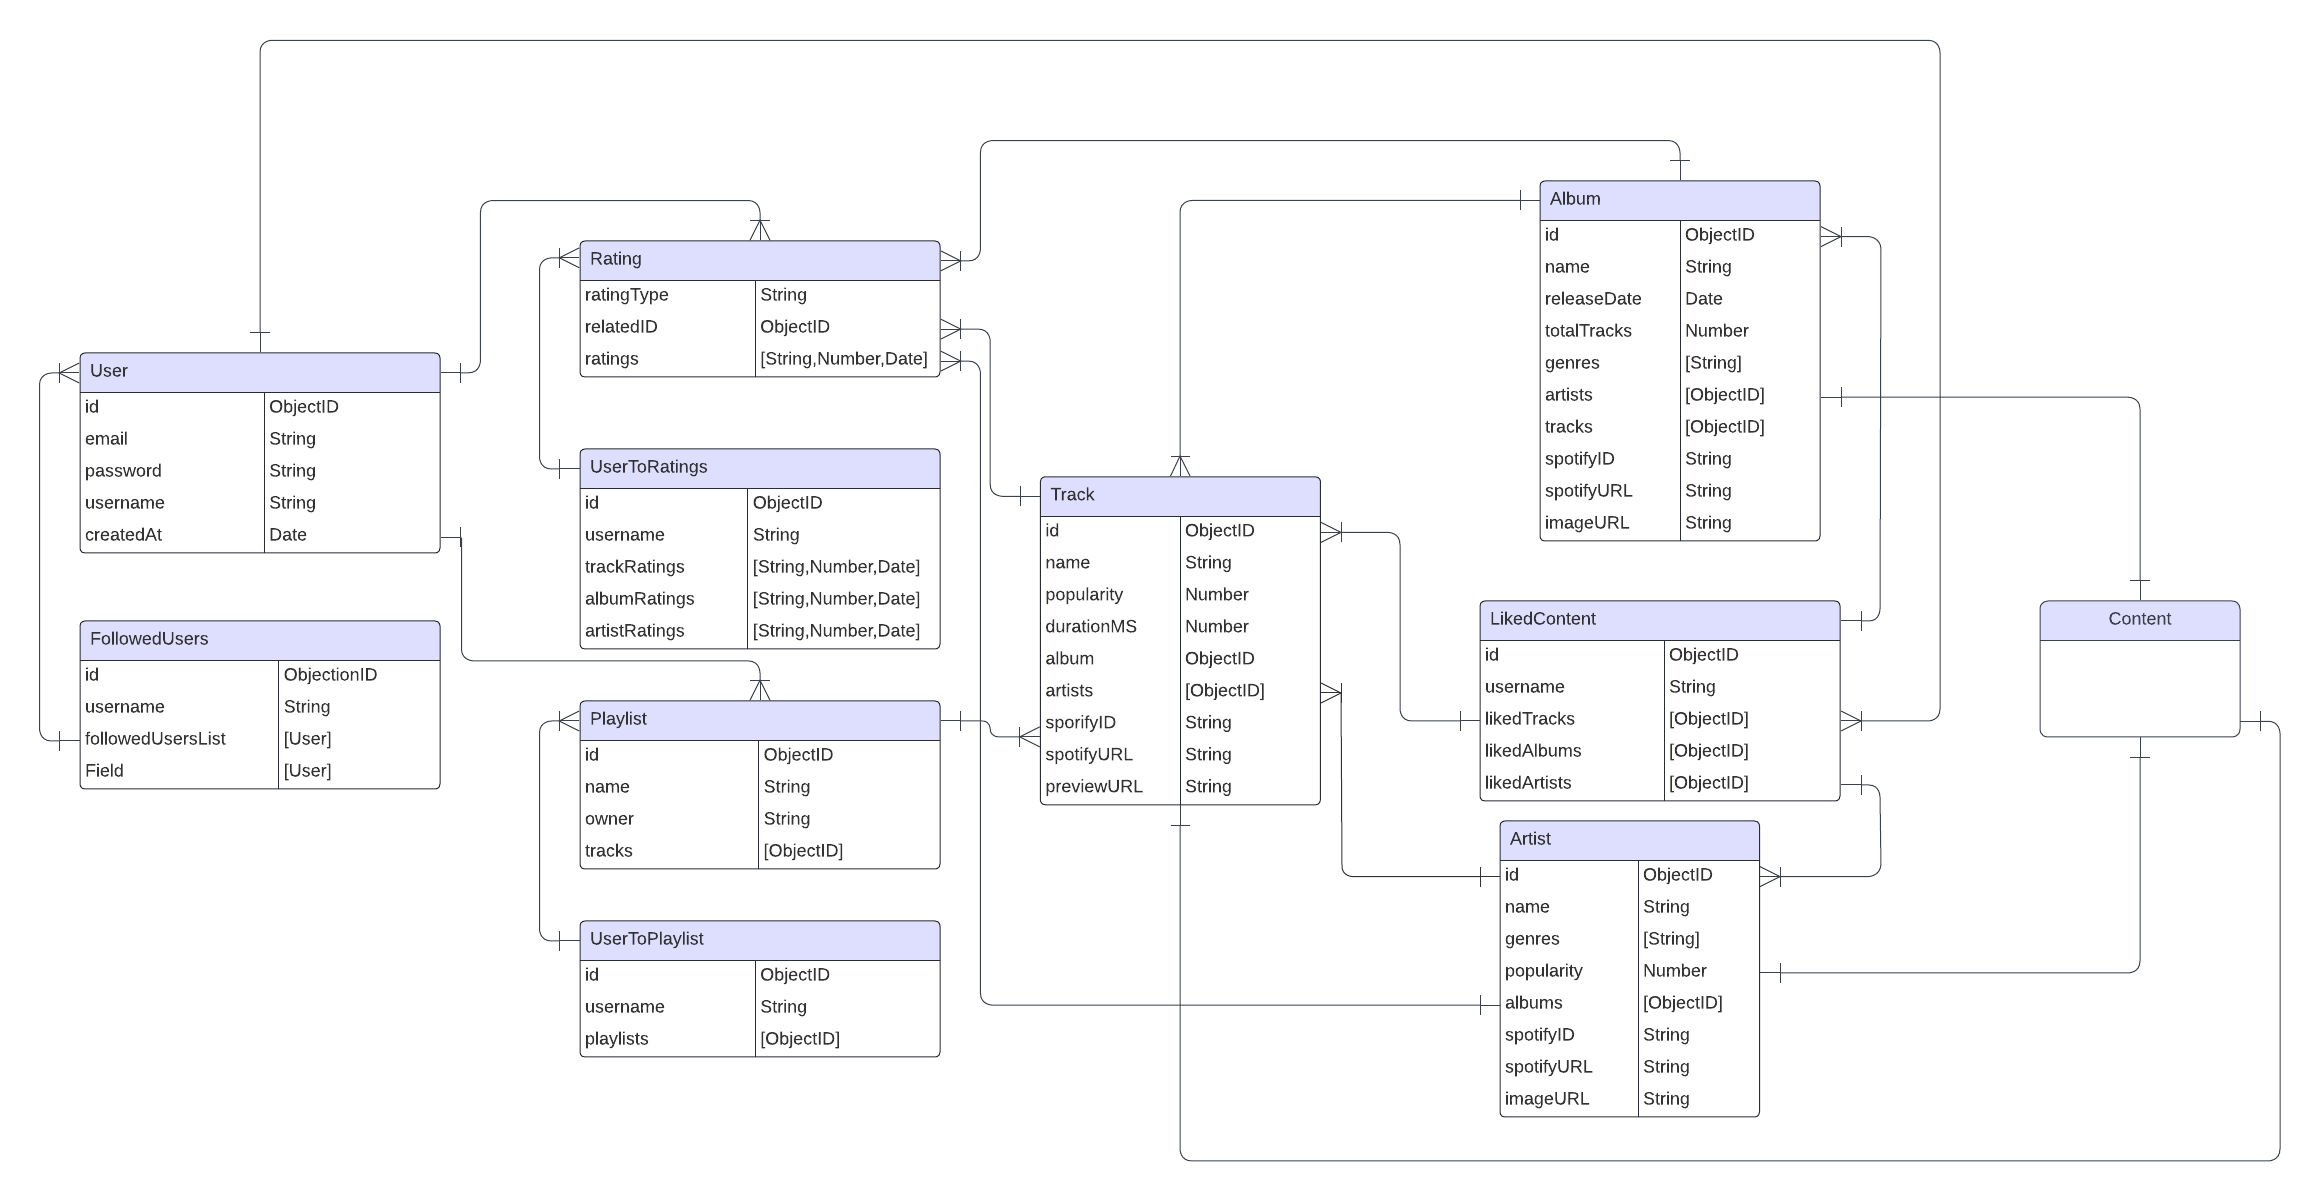 User
id ObjectID
email String
password String
username String
createdAt Date
FollowedUsers
id ObjectionID
username String
followedUsersList [User]
Field [User]
Rating
ratingType String
relatedID ObjectID
ratings [String,Number,Date]
UserToRatings
id ObjectID
username String
trackRatings [String,Number,Date]
albumRatings [String,Number,Date]
artistRatings [String,Number,Date]
Playlist
id ObjectID
name String
owner String
tracks [ObjectID]
UserToPlaylist
id ObjectID
username String
playlists [ObjectID]
Track
id ObjectID
name String
popularity Number
durationMS Number
album ObjectID
artists [ObjectID]
sporifyID String
spotifyURL String
previewURL String
Album
id ObjectID
name String
releaseDate Date
totalTracks Number
genres [String]
artists [ObjectID]
tracks [ObjectID]
spotifyID String
spotifyURL String
imageURL String
LikedContent
id ObjectID
username String
likedTracks [ObjectID]
likedAlbums [ObjectID]
likedArtists [ObjectID]
Artist
id ObjectID
name String
genres [String]
popularity Number
albums [ObjectID]
spotifyID String
spotifyURL String
imageURL String
Content